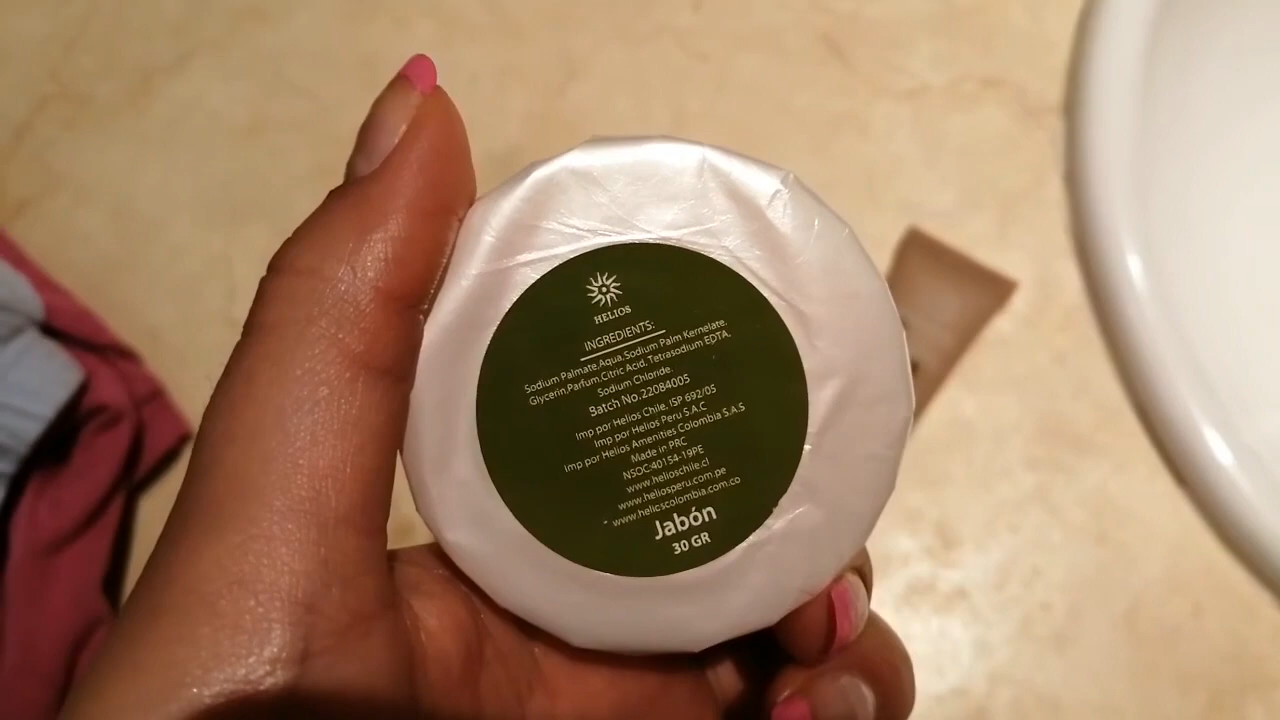 HELIOS
INGREDIENTS:
Sodium Palmate,Aqua,Sodium Palm Kernelate,
Glycerin,Parfum,Citric Acid, Tetrasodium EDTA,
Sodium Chloride.
Batch No.22084005
Imp por Helios Chile, ISP 692/05
Imp por Helios Peru S.A.C
Imp por Helios Amenities Colombia S.A.S
Made in PRC
NSOC:40154-19PE
www.helioschile.cl
www.heliosperu.com.pe
www.helioscolombia.com.co
Jabón
30 GR